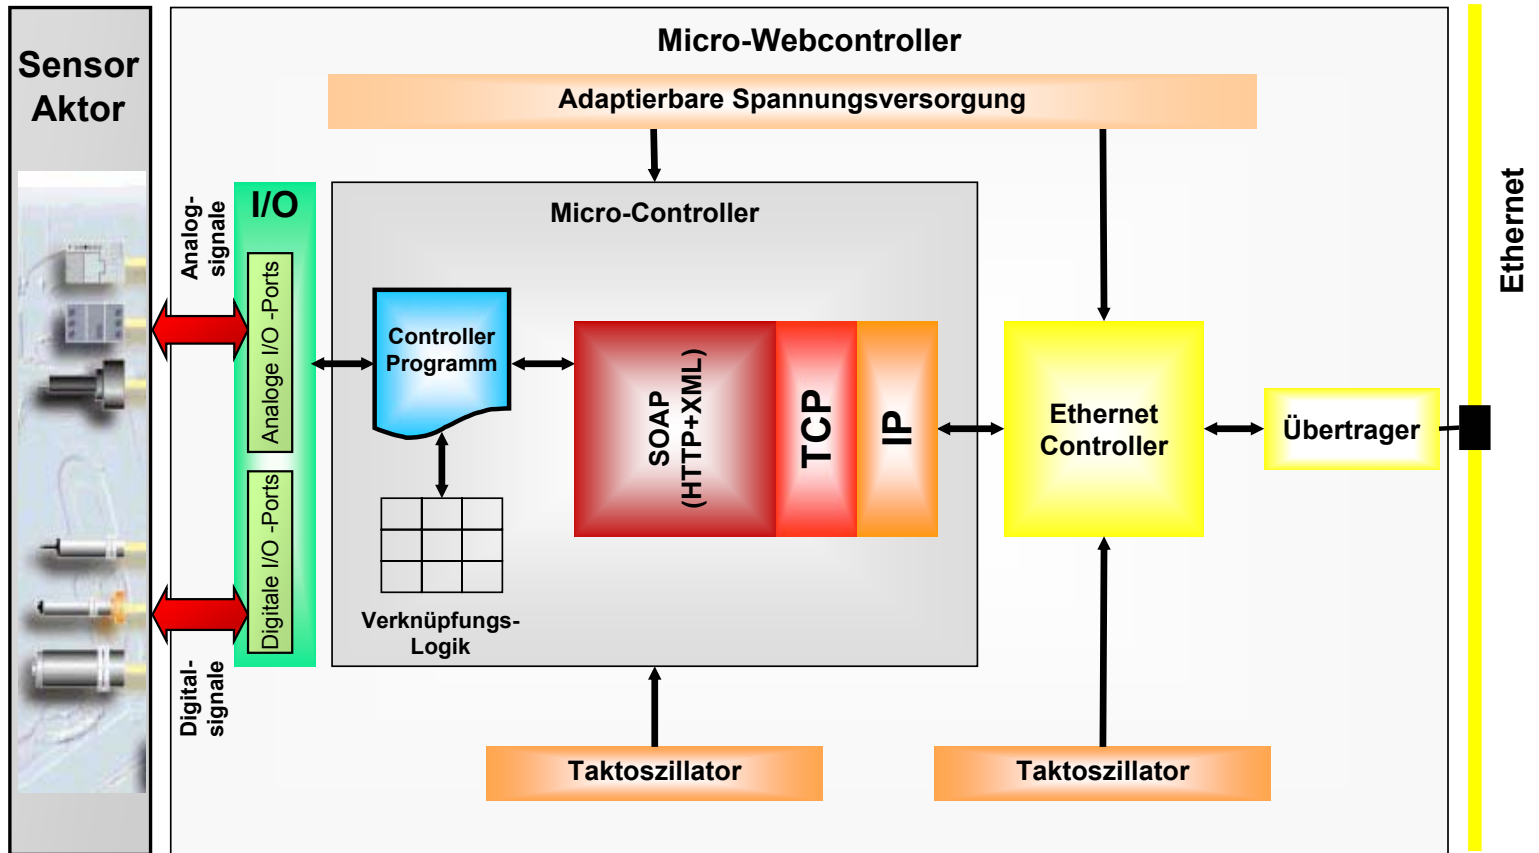 Sensor
Aktor
Micro-Webcontroller
Adaptierbare Spannungsversorgung
Analog-
signale
I/O
Analoge I/O -Ports
Digitale I/O -Ports
Digital-
signale
Micro-Controller
Controller
Programm
Verknüpfungs-
Logik
SOAP
(HTTP+XML)
TCP
IP
Ethernet
Controller
Übertrager
Ethernet
Taktoszillator
Taktoszillator